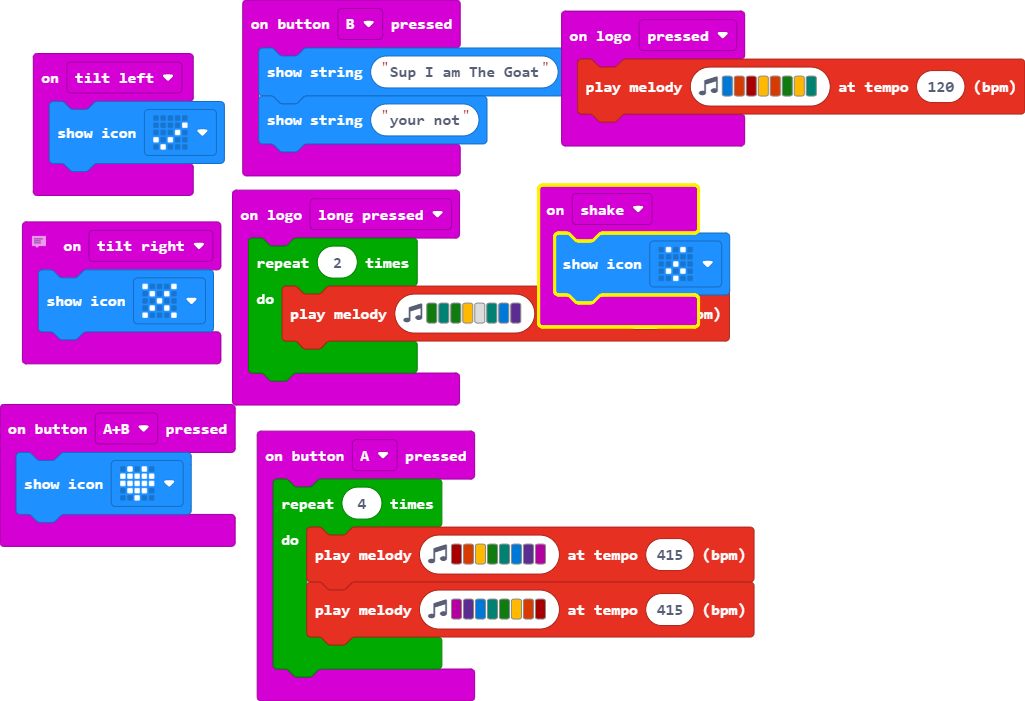 on tilt left
show icon
on button B pressed
show string "Sup I am The Goat"
show string "your not"
on logo pressed
play melody at tempo 120 (bpm)
on tilt right
show icon
on logo long pressed
repeat 2 times
do
play melody pm)
on shake
show icon
on button A+B pressed
show icon
on button A pressed
repeat 4 times
do
play melody at tempo 415 (bpm)
play melody at tempo 415 (bpm)